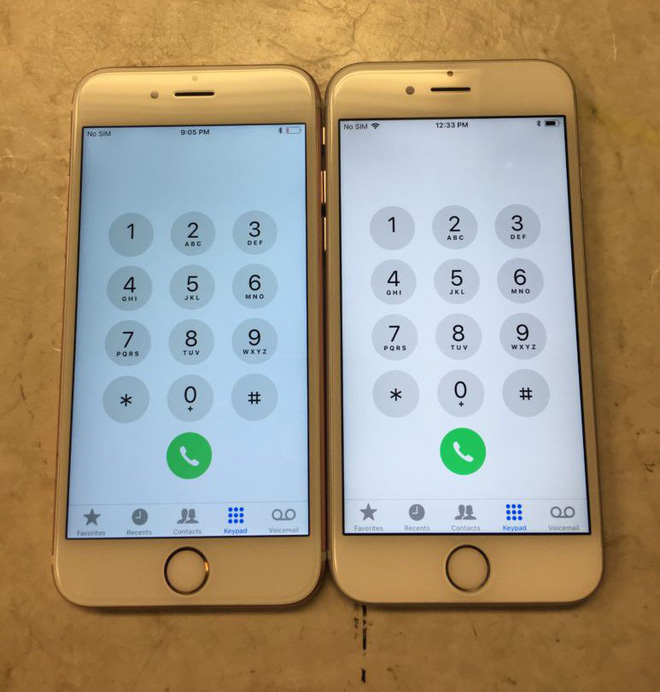 No SIM 9:05 PM
1 2 3
ABC DEF
4 5 6
GHI JKL MNO
7 8 9
PQRS TUV WXYZ
* 0 #
+
Favorites Recents Contacts Keypad Voicemail
No SIM 12:33 PM
1 2 3
ABC DEF
4 5 6
GHI JKL MNO
7 8 9
PQRS TUV WXYZ
* 0 #
+
Favorites Recents Contacts Keypad Voicemail